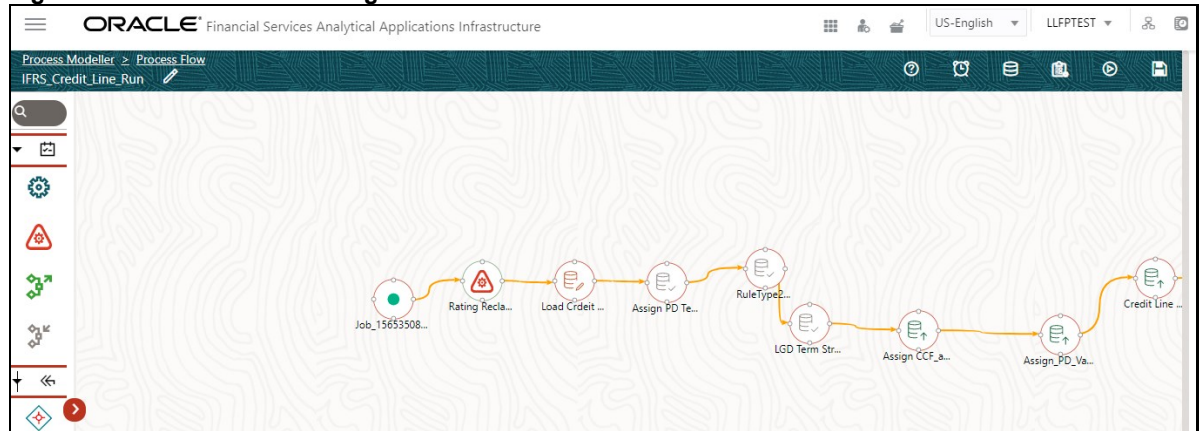 ORACLE® Financial Services Analytical Applications Infrastructure
US-English
LLFPTEST
Process Modeller > Process Flow
IFRS_Credit_Line_Run
Job_15653508...
Rating Recla...
Load Crdeit ...
Assign PD Te...
RuleType2...
LGD Term Str...
Assign CCF_a...
Assign_PD_Va...
Credit Line ...